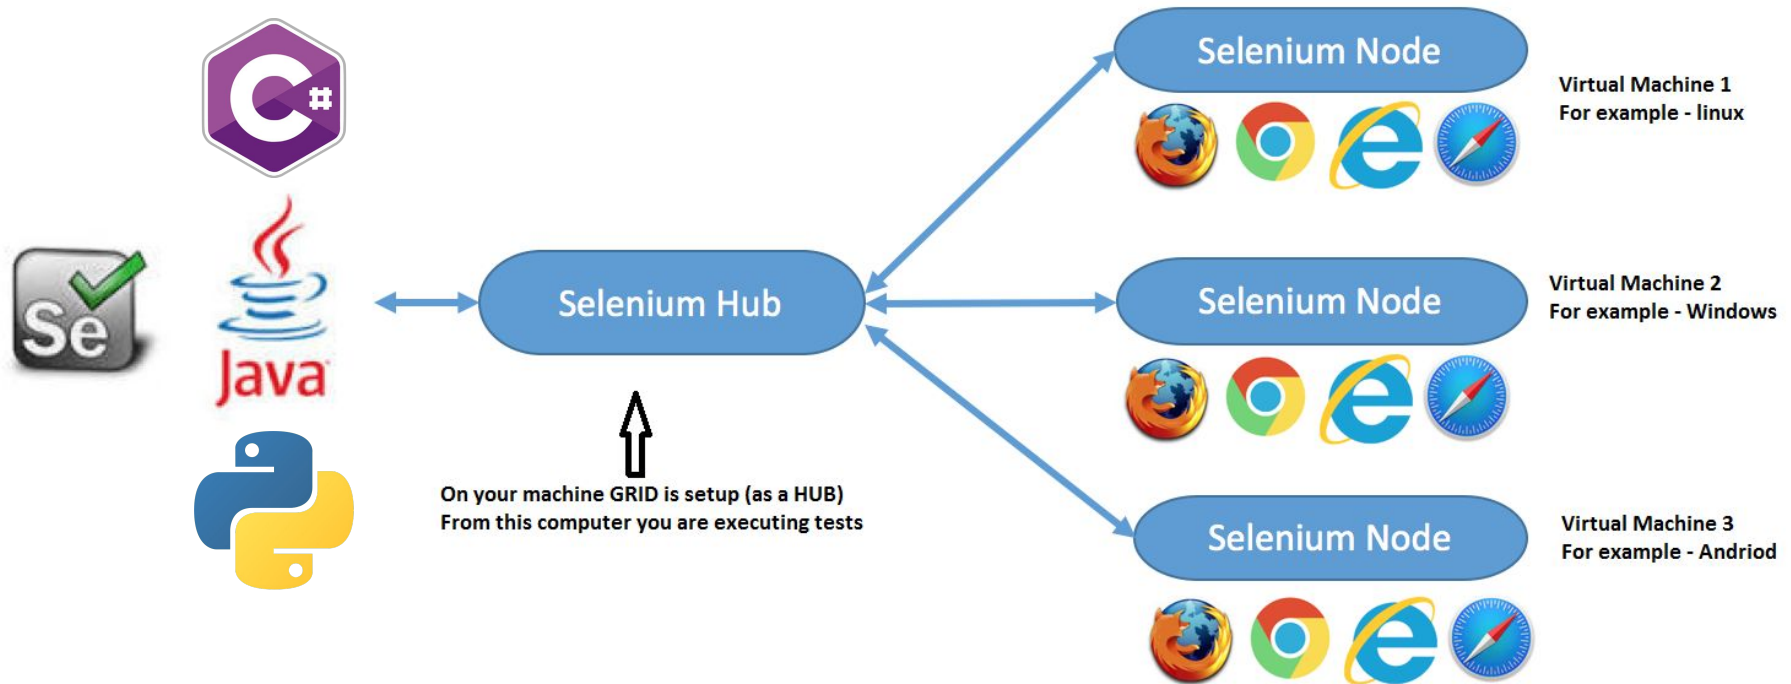 C#
Se
Java
Selenium Hub
On your machine GRID is setup (as a HUB)
From this computer you are executing tests
Selenium Node
Virtual Machine 1
For example - linux
Selenium Node
Virtual Machine 2
For example - Windows
Selenium Node
Virtual Machine 3
For example - Andriod